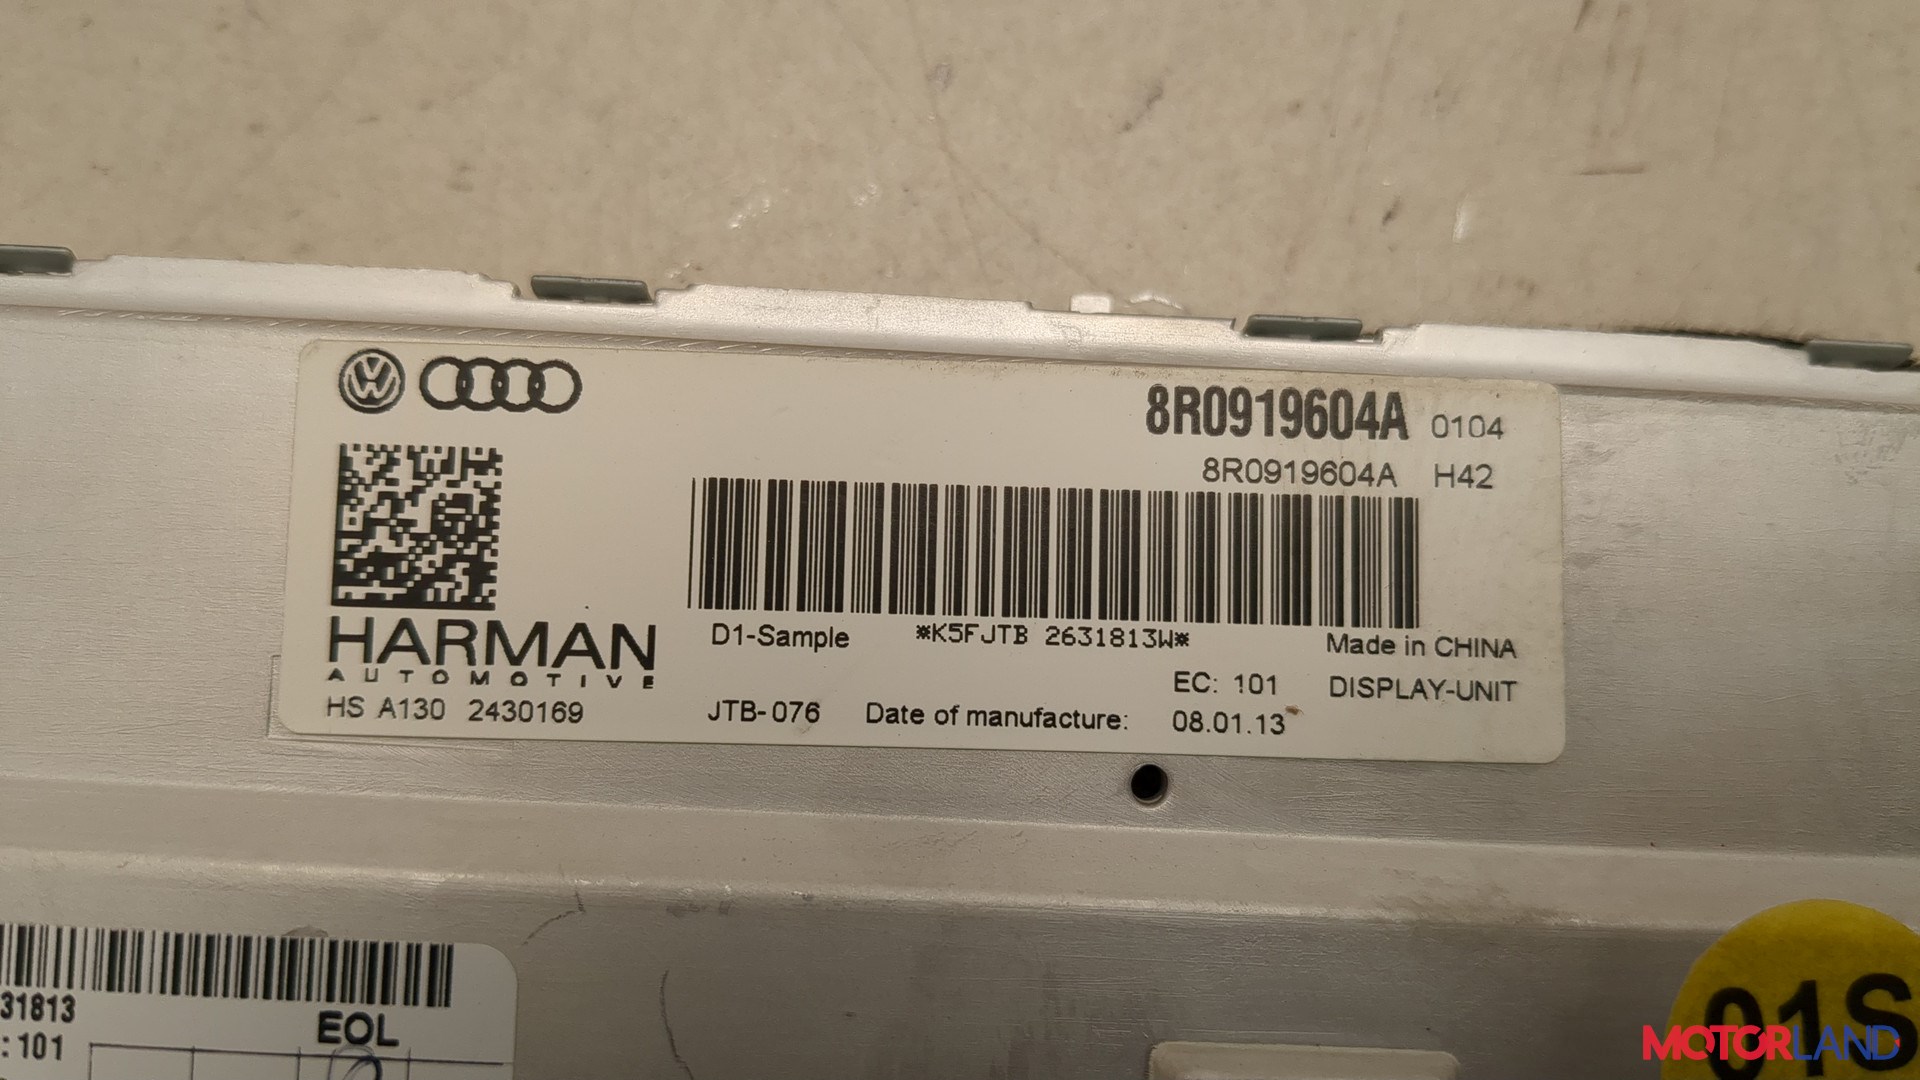 8R0919604A 0104
8R0919604A H42
HARMAN
AUTOMOTIVE
D1-Sample *K5FJTB 2631813W* Made in CHINA
EC: 101 DISPLAY-UNIT
HS A130 2430169 JTB-076 Date of manufacture: 08.01.13
31813
EOL
: 101
01S
MOTORLAND